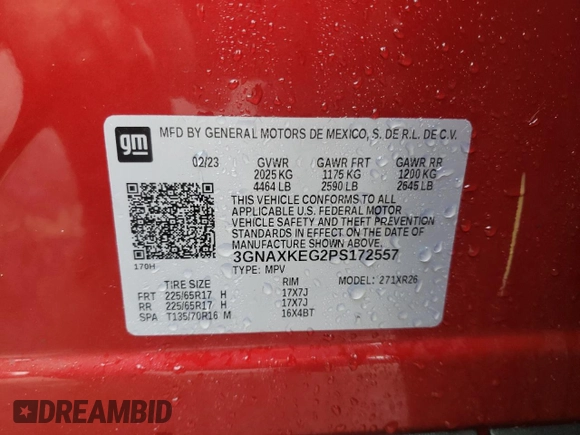 gm
MFD BY GENERAL MOTORS DE MEXICO, S. DE R.L. DE C.V.
02/23 GVWR GAWR FRT GAWR RR
2025 KG 1175 KG 1200 KG
4464 LB 2590 LB 2645 LB
THIS VEHICLE CONFORMS TO ALL
APPLICABLE U.S. FEDERAL MOTOR
VEHICLE SAFETY AND THEFT PREVENTION
STANDARDS IN EFFECT ON THE DATE OF
MANUFACTURE SHOWN ABOVE.
170H
3GNAXKEG2PS172557
TYPE: MPV MODEL: 271XR26
TIRE SIZE RIM
FRT 225/65R17 H 17X7J
RR 225/65R17 H 17X7J
SPA T135/70R16 M 16X4BT
DREAMBID